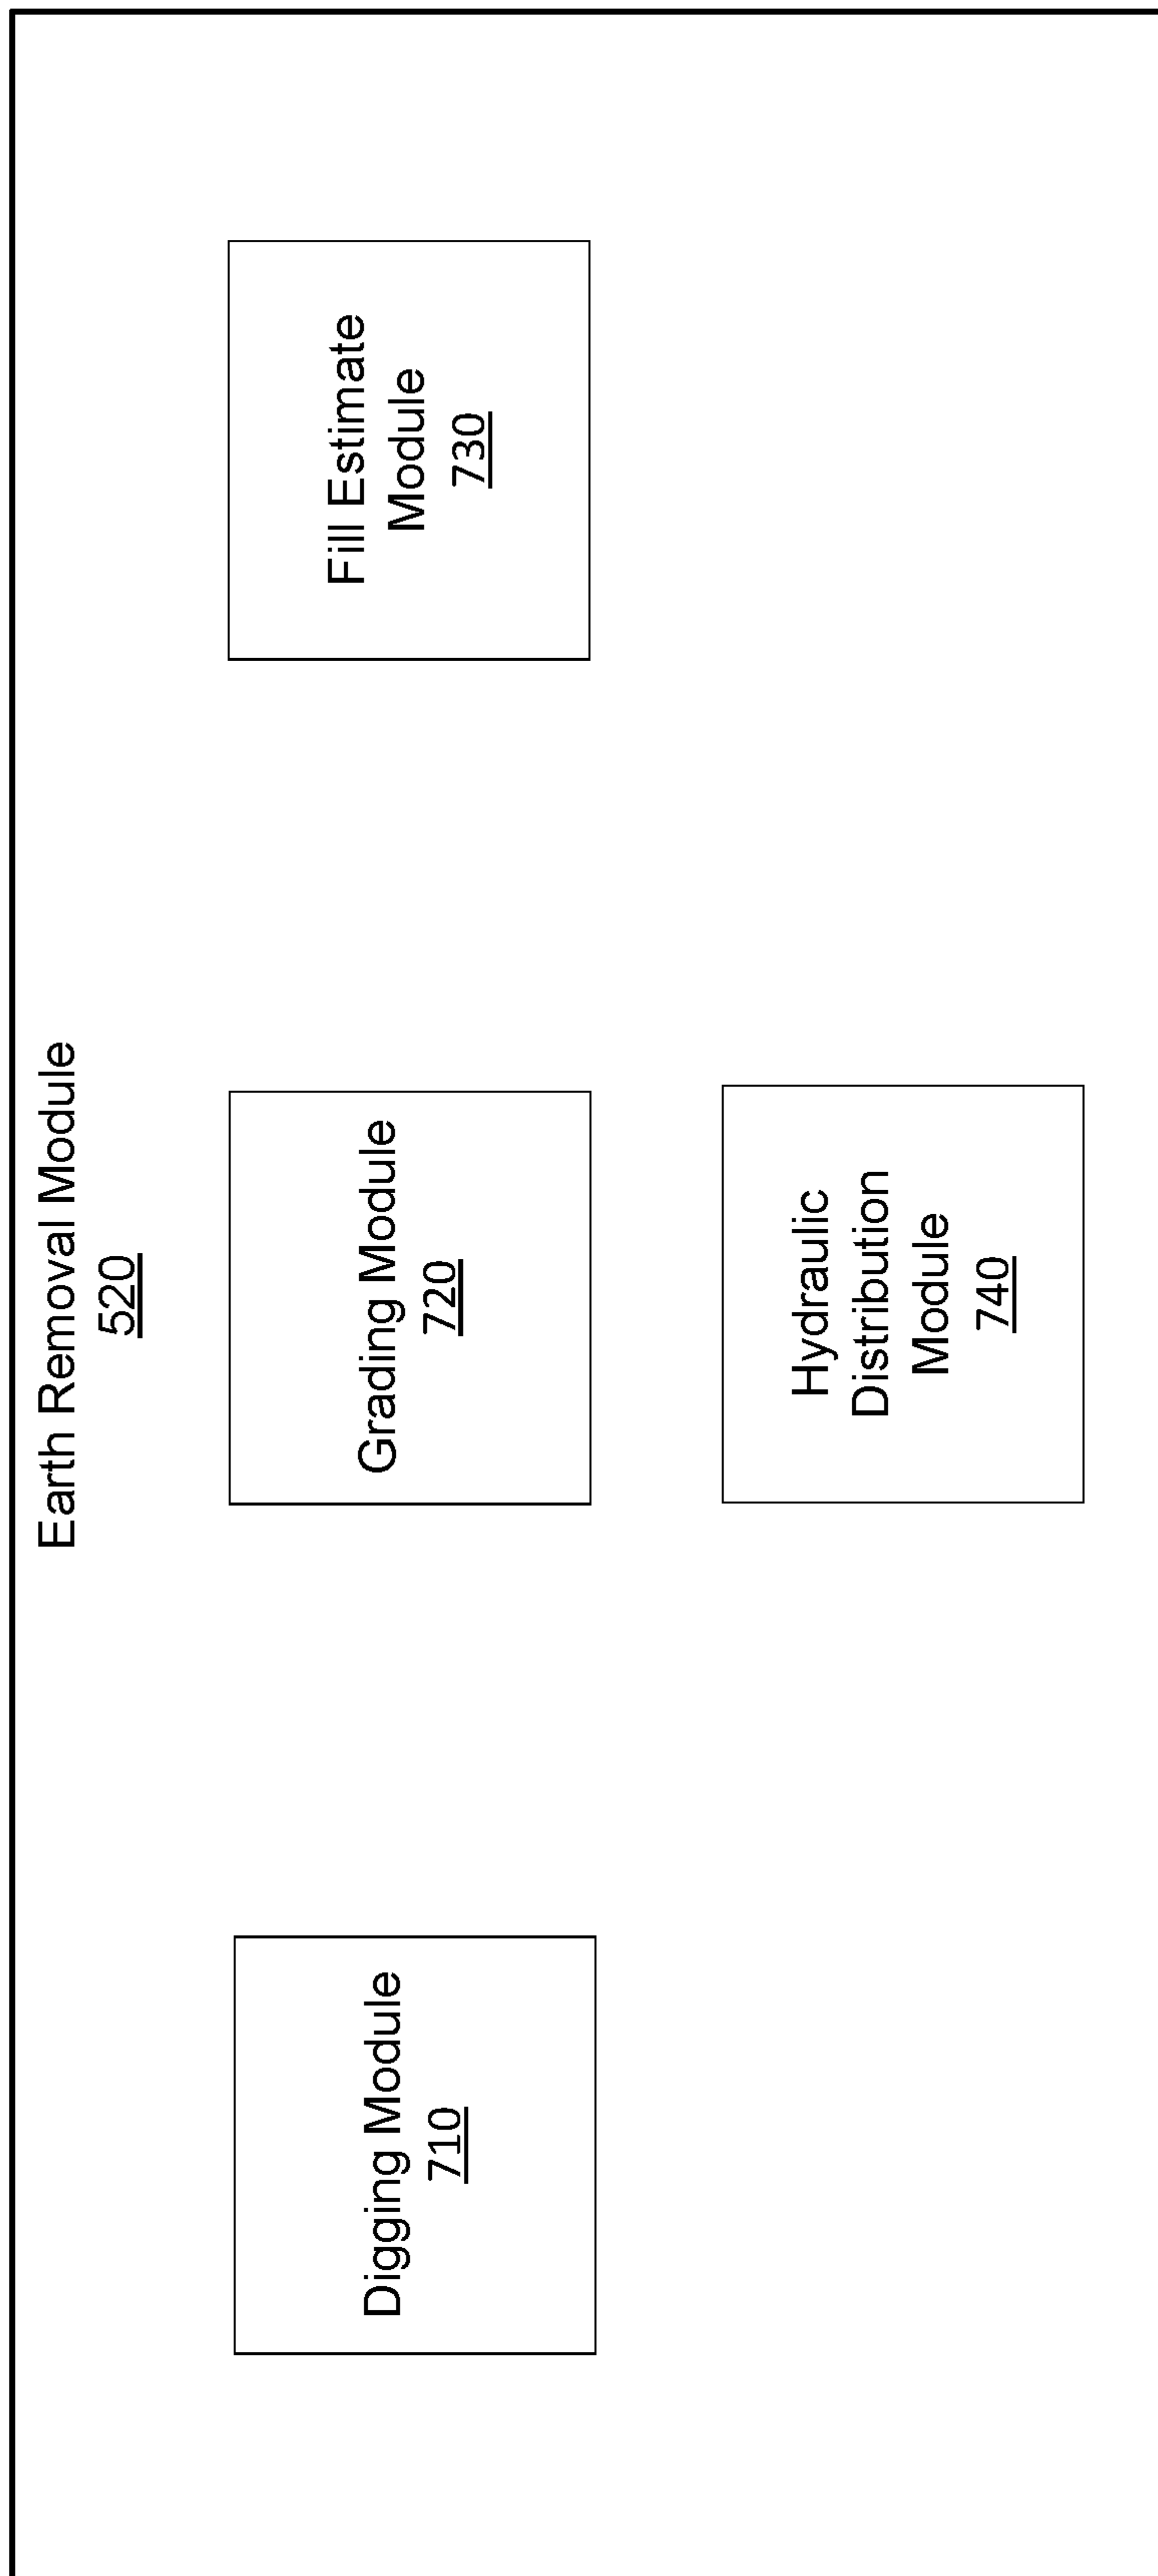 Earth Removal Module
520
Digging Module
710
Grading Module
720
Fill Estimate
Module
730
Hydraulic
Distribution
Module
740